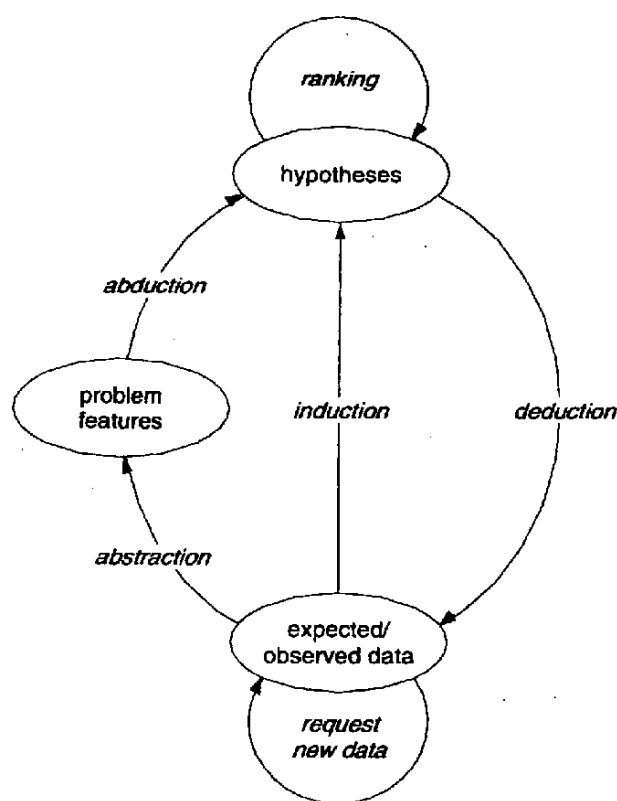 ranking
hypotheses
abduction
problem
features
induction
deduction
abstraction
expected/
observed data
request
new data